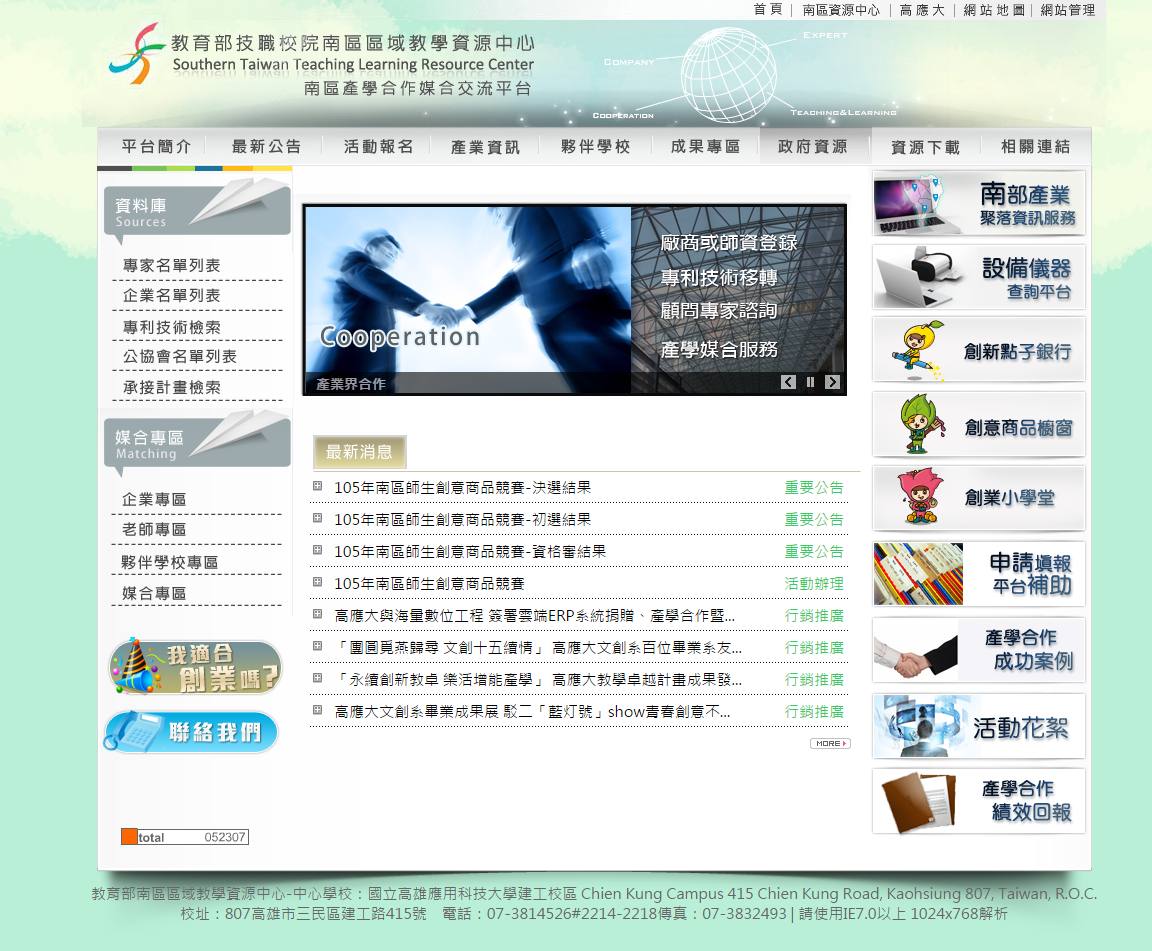 首 頁 | 南區資源中心 | 高 應 大 | 網 站 地 圖 | 網站管理
教育部技職校院南區區域教學資源中心
Southern Taiwan Teaching Learning Resource Center
南區產學合作媒合交流平台
EXPERT
COMPANY
COOPERATION
TEACHING&LEARNING
平台簡介 最新公告 活動報名 產業資訊 夥伴學校 成果專區 政府資源 資源下載 相關連結
資料庫
Sources
專家名單列表
企業名單列表
專利技術檢索
公協會名單列表
承接計畫檢索
媒合專區
Matching
企業專區
老師專區
夥伴學校專區
媒合專區
我適合
創業嗎?
聯絡我們
total 052307
Cooperation
產業界合作
廠商或師資登錄
專利技術移轉
顧問專家諮詢
產學媒合服務
最新消息
105年南區師生創意商品競賽-決選結果 重要公告
105年南區師生創意商品競賽-初選結果 重要公告
105年南區師生創意商品競賽-資格審結果 重要公告
105年南區師生創意商品競賽 活動辦理
高應大與海量數位工程 簽署雲端ERP系統捐贈、產學合作暨... 行銷推廣
「團圓覓燕歸尋 文創十五續情」 高應大文創系百位畢業系友... 行銷推廣
「永續創新教卓 樂活增能產學」 高應大教學卓越計畫成果發... 行銷推廣
高應大文創系畢業成果展 駁二「藍灯號」show青春創意不... 行銷推廣
MORE
南部產業
聚落資訊服務
設備儀器
查詢平台
創新點子銀行
創意商品櫥窗
創業小學堂
申請填報
平台補助
產學合作
成功案例
活動花絮
產學合作
績效回報
教育部南區區域教學資源中心-中心學校：國立高雄應用科技大學建工校區 Chien Kung Campus 415 Chien Kung Road, Kaohsiung 807, Taiwan, R.O.C.
校址：807高雄市三民區建工路415號 電話：07-3814526#2214-2218傳真：07-3832493 | 請使用IE7.0以上 1024x768解析